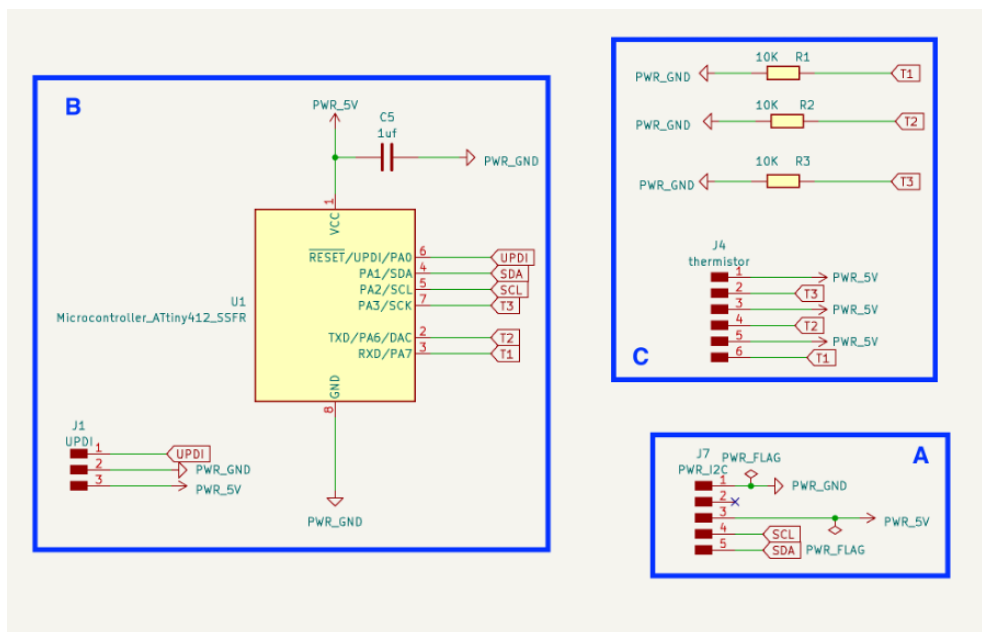 B
PWR_5V
C5
1uf
PWR_GND
1
VCC
RESET/UPDI/PA0 6 UPDI
PA1/SDA 4 SDA
PA2/SCL 5 SCL
PA3/SCK 7 T3
U1
Microcontroller_ATtiny412_SSFR
TXD/PA6/DAC 2 T2
RXD/PA7 3 T1
GND
8
PWR_GND
J1
UPDI
1 UPDI
2 PWR_GND
3 PWR_5V
10K R1
PWR_GND T1
10K R2
PWR_GND T2
10K R3
PWR_GND T3
J4
thermistor
1 PWR_5V
2 T3
3 PWR_5V
4 T2
5 PWR_5V
6 T1
C
A
J7 PWR_FLAG
PWR_I2C
1 PWR_GND
2
3 PWR_5V
4 SCL
5 SDA PWR_FLAG